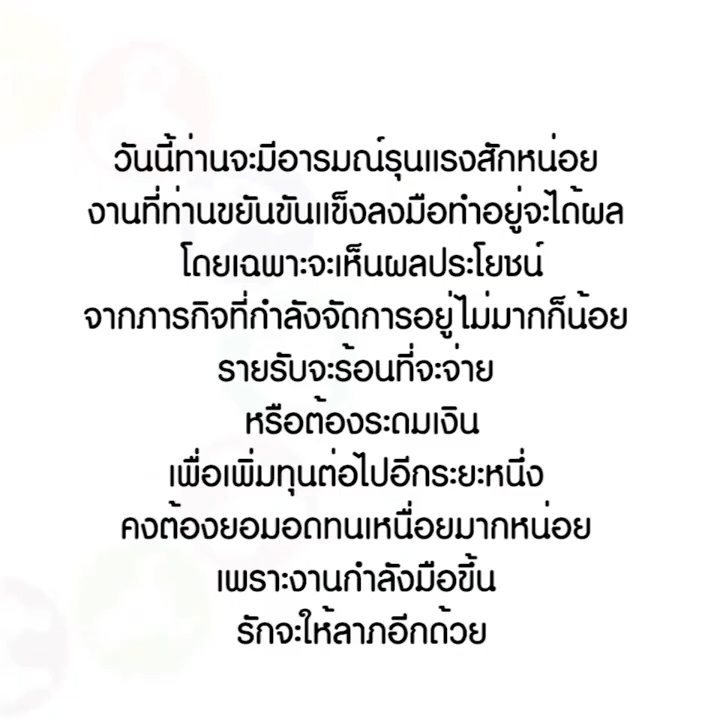 วันนี้ท่านจะมีอารมณ์รุนแรงสักหน่อย
งานที่ท่านขยันขันแข็งลงมือทำอยู่จะได้ผล
โดยเฉพาะจะเห็นผลประโยชน์
จากภารกิจที่กำลังจัดการอยู่ไม่มากก็น้อย
รายรับจะร้อนที่จะจ่าย
หรือต้องระดมเงิน
เพื่อเพิ่มทุนต่อไปอีกระยะหนึ่ง
คงต้องยอมอดทนเหนื่อยมากหน่อย
เพราะงานกำลังมือขึ้น
รักจะให้ลาภอีกด้วย